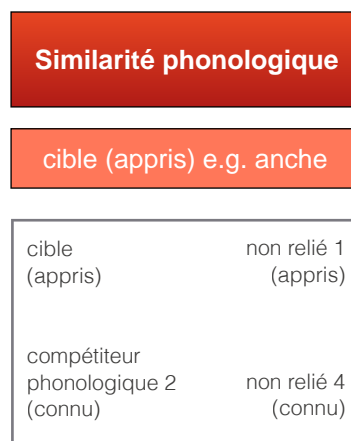 Similarité phonologique
cible (appris) e.g. anche
cible
(appris)
non relié 1
(appris)
compétiteur
phonologique 2
(connu)
non relié 4
(connu)